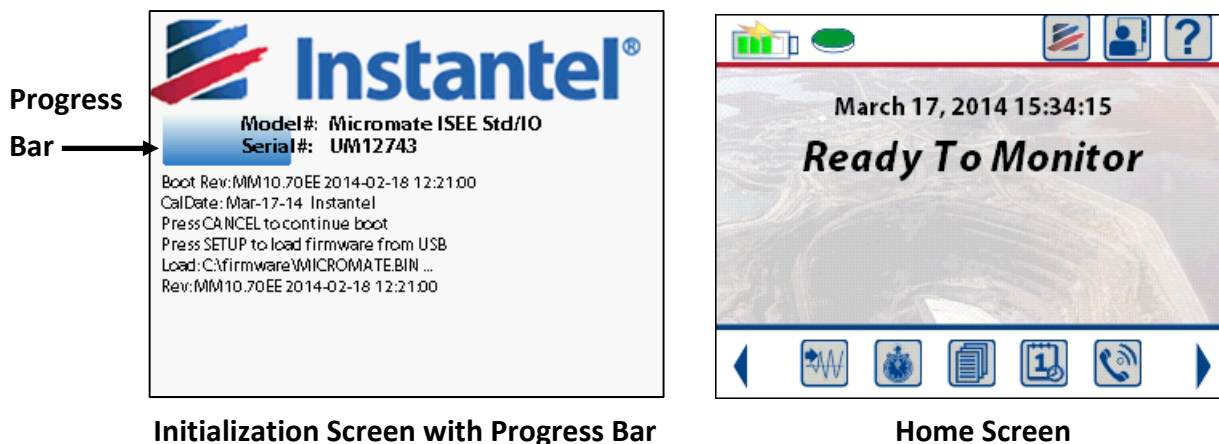 Progress
Bar
Instantel®
Model#: Micromate ISEE Std/IO
Serial#: UM12743
Boot Rev:MM10.70EE 2014-02-18 12:21:00
CalDate: Mar-17-14 Instantel
Press CANCEL to continue boot
Press SETUP to load firmware from USB
Load: C:\firmware\MICROMATE.BIN ...
Rev:MM10.70EE 2014-02-18 12:21:00
Initialization Screen with Progress Bar
?
March 17, 2014 15:34:15
Ready To Monitor
1
Home Screen